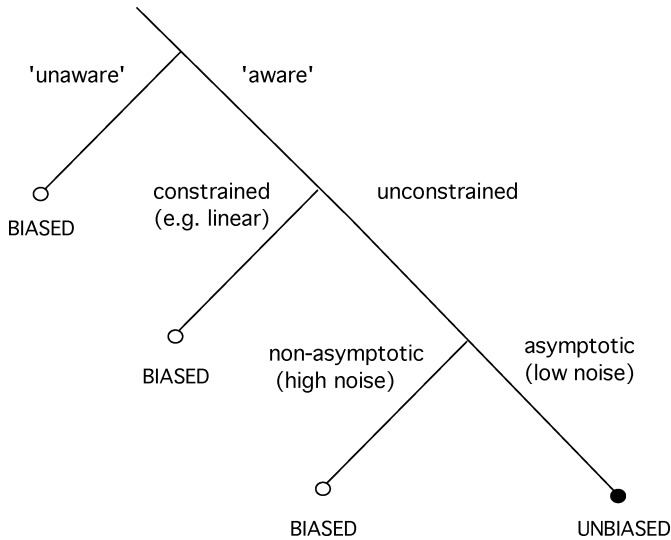 'unaware'
'aware'
constrained
(e.g. linear)
unconstrained
BIASED
BIASED
non-asymptotic
(high noise)
asymptotic
(low noise)
BIASED
UNBIASED